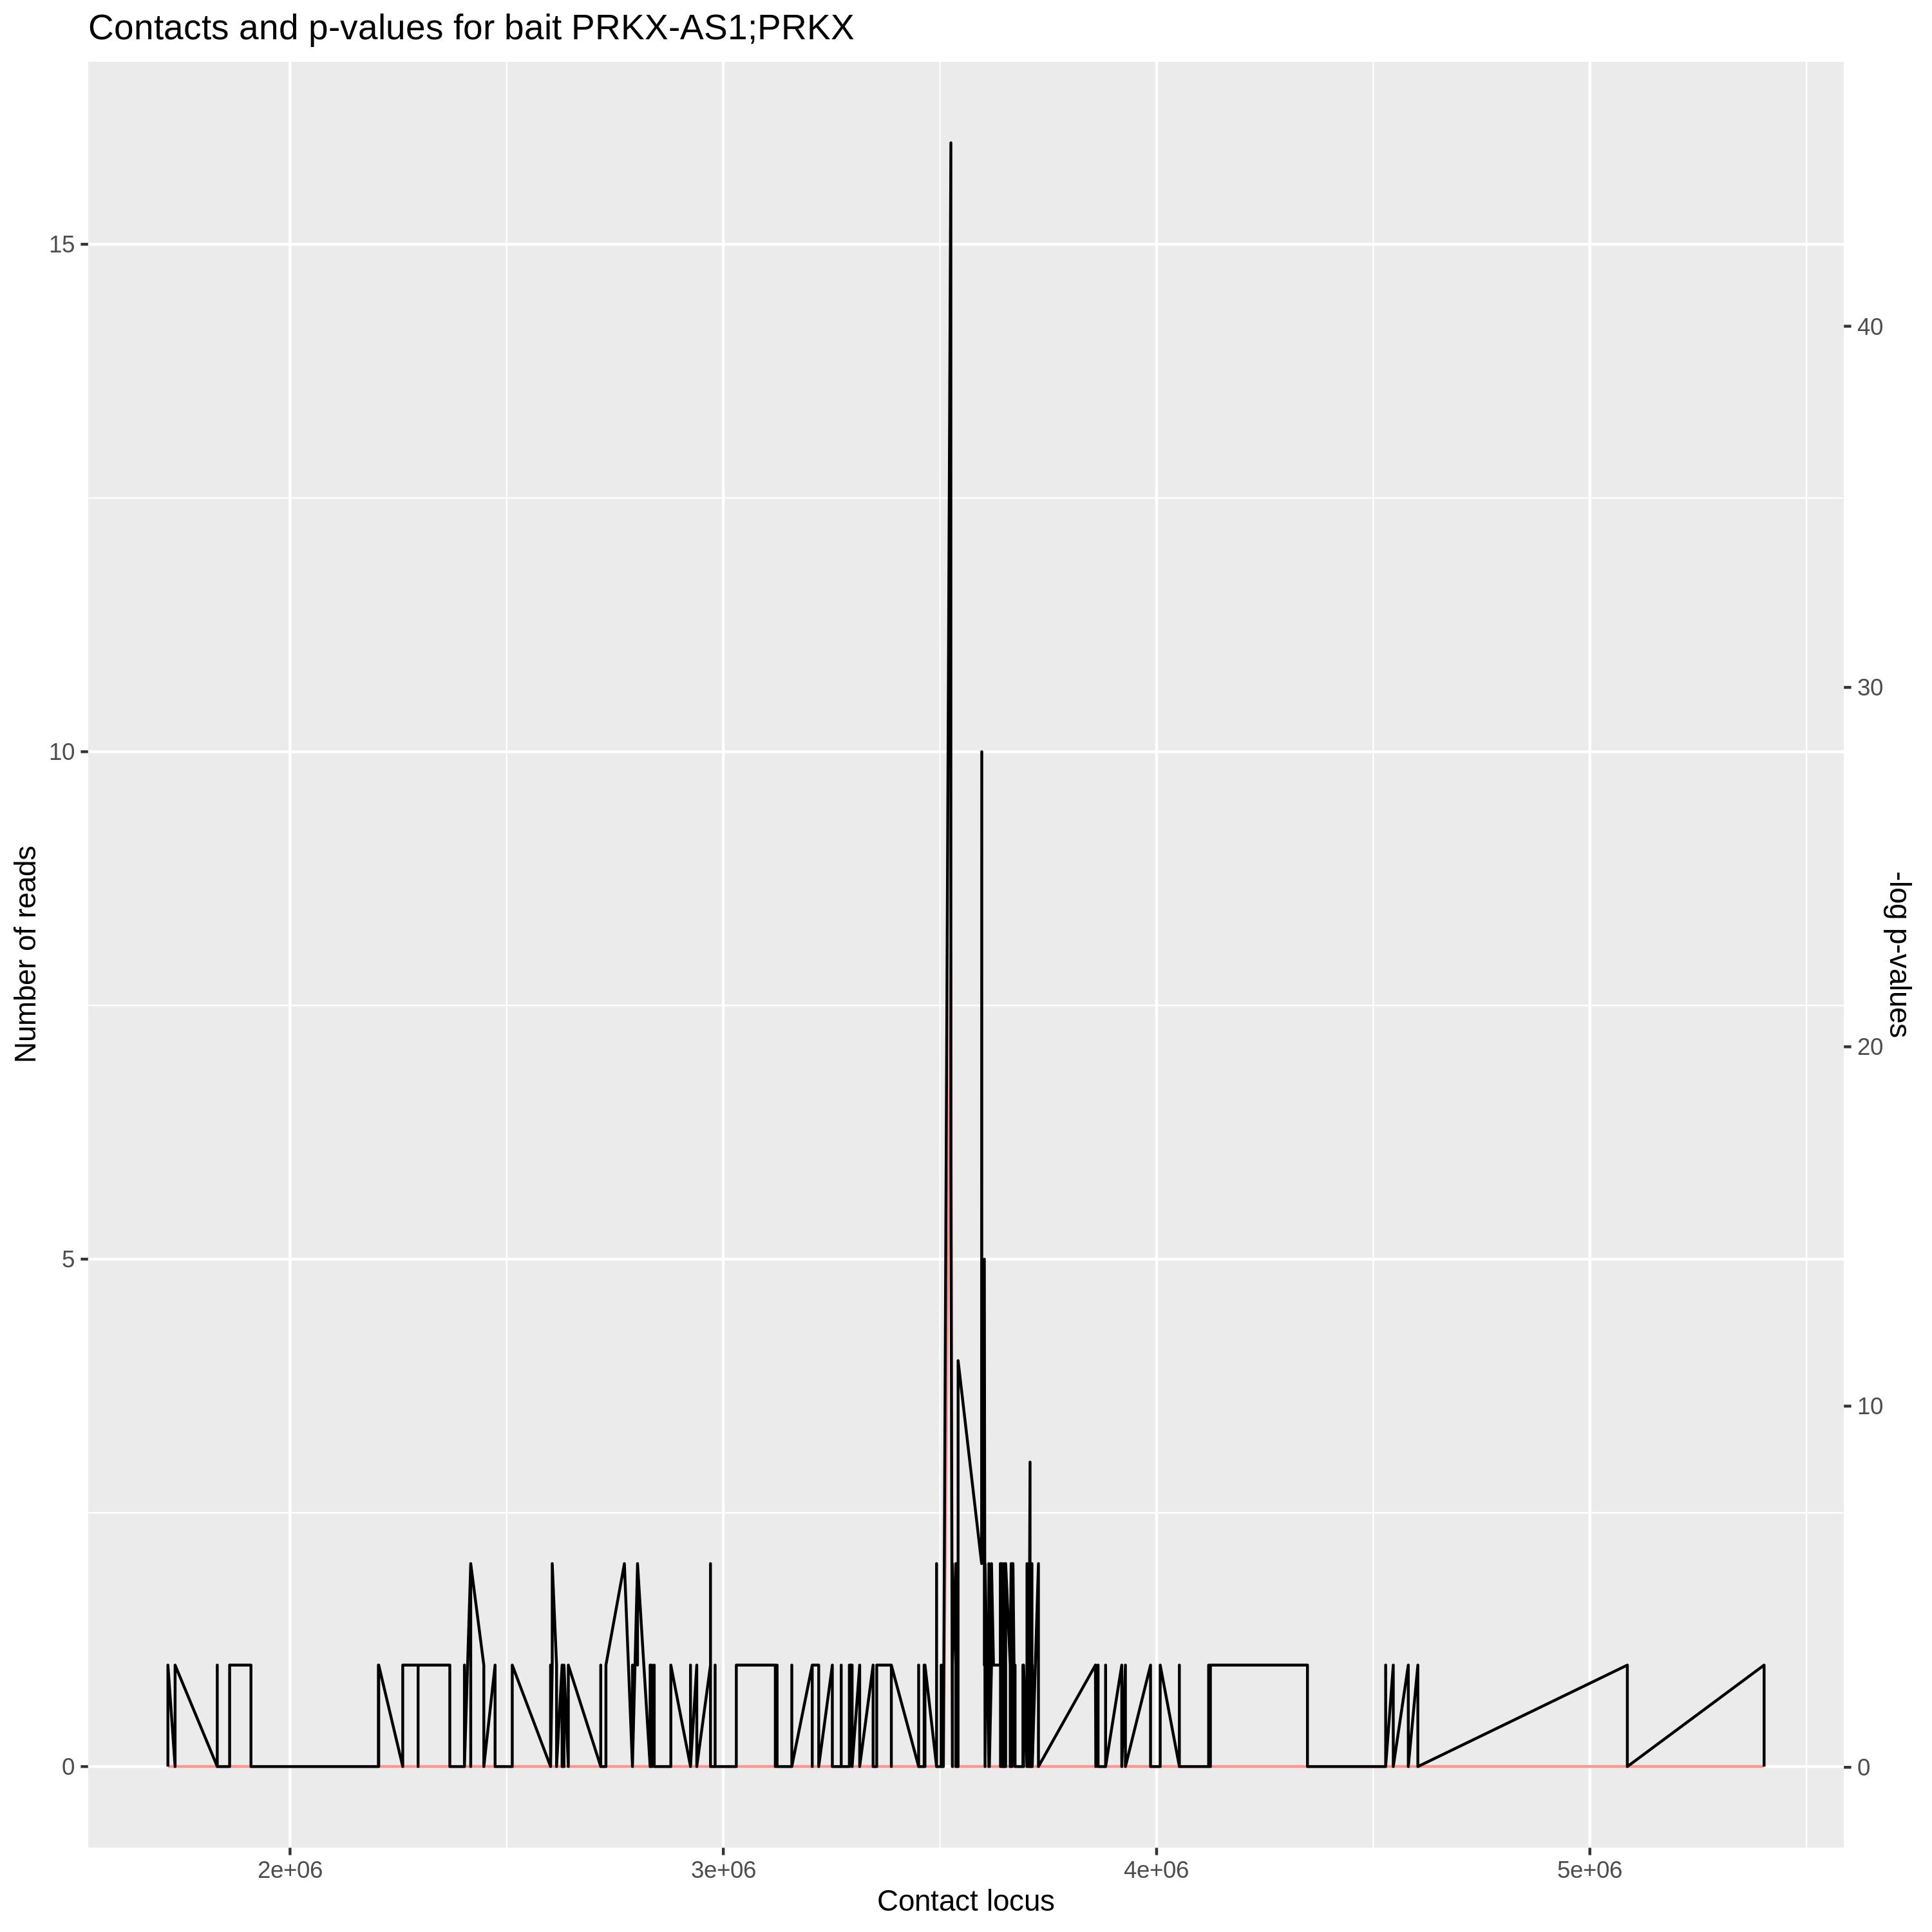 Contacts and p-values for bait PRKX-AS1;PRKX
15
10
5
0
Number of reads
40
30
20
10
0
-log p-values
2e+06
3e+06
4e+06
5e+06
Contact locus